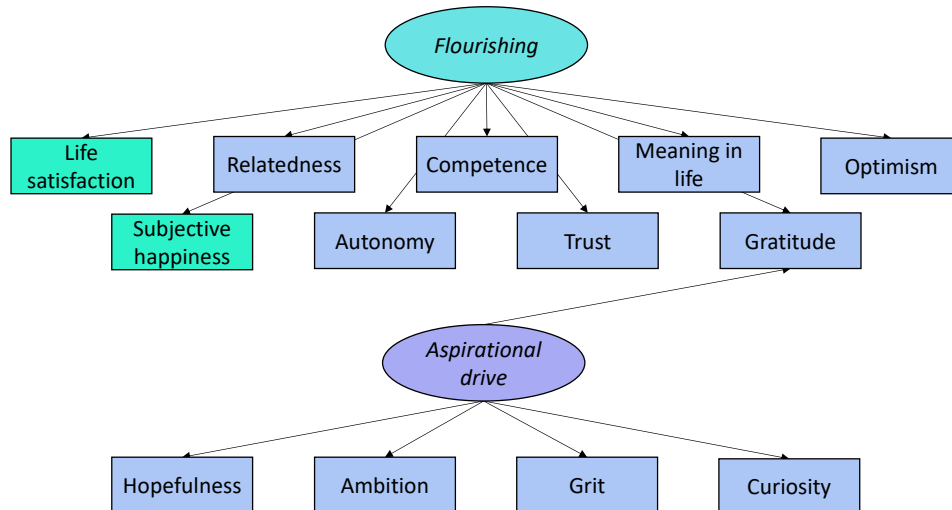 Flourishing
Life
satisfaction
Relatedness
Competence
Meaning in
life
Optimism
Subjective
happiness
Autonomy
Trust
Gratitude
Aspirational
drive
Hopefulness
Ambition
Grit
Curiosity